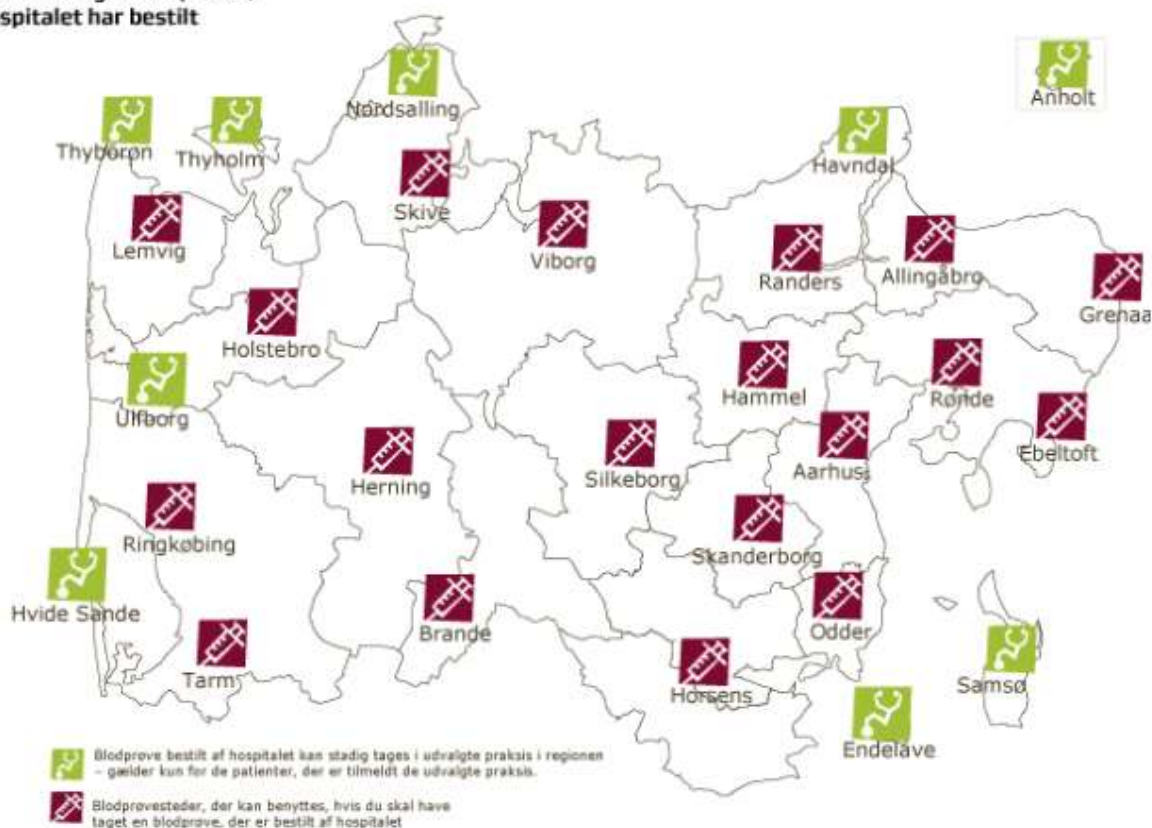 spitalet har bestilt
Anholt
Nordsalling
Thyborøn
Thyholm
Havndal
Skive
Lemvig
Viborg
Randers
Allingåbro
Grenaa
Holstebro
Hammel
Rønde
Ulfborg
Ebeltoft
Herning
Silkeborg
Aarhus
Ringkøbing
Skanderborg
Hvide Sande
Brande
Odder
Tarm
Horsens
Samsø
Endelave
Blodprøve bestilt af hospitalet kan stadig tages i udvalgte praksis i regionen
– gælder kun for de patienter, der er tilmeldt de udvalgte praksis.
Blodprøvesteder, der kan benyttes, hvis du skal have
taget en blodprøve, der er bestilt af hospitalet